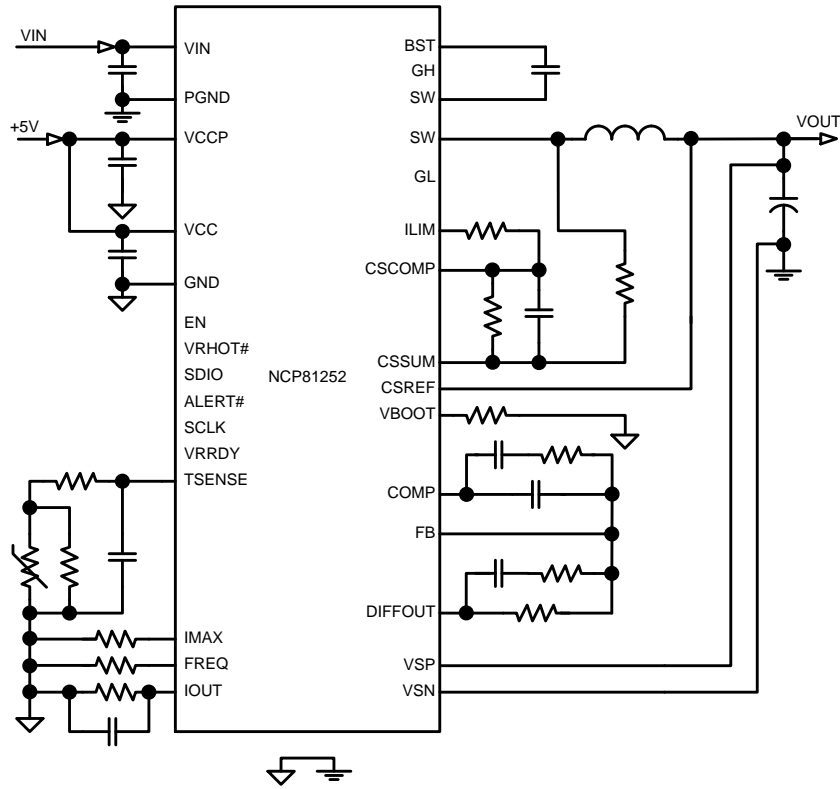 VIN
+5V
VIN
PGND
VCCP
VCC
GND
EN
VRHOT#
SDIO
ALERT#
SCLK
VRRDY
TSENSE
IMAX
FREQ
IOUT
NCP81252
BST
GH
SW
SW
GL
ILIM
CSCOMP
CSSUM
CSREF
VBOOT
COMP
FB
DIFFOUT
VSP
VSN
VOUT